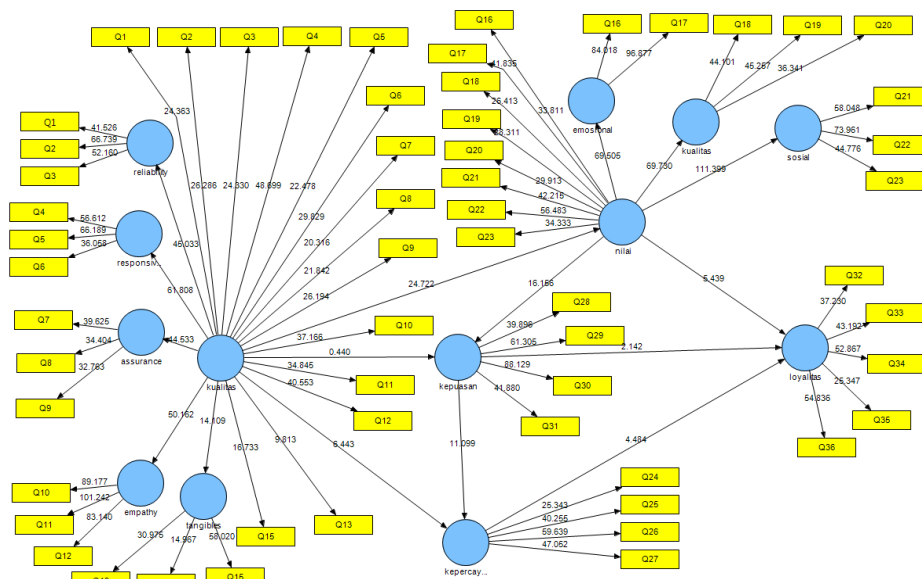 Q1
Q2
Q3
Q4
Q5
Q16
Q16
Q17
Q18
Q19
Q20
84.018
96.877
44.101
45.267
36.341
Q17
41.835
Q18
26.413
33.811
emosional
kualitas
Q6
Q21
58.048
24.363
Q19
38.311
73.961
Q22
Q1
41.526
Q2
66.739
52.160
Q3
reliability
Q7
sosial
44.776
Q23
26.286
24.330
48.699
22.478
Q20
29.913
69.505
69.730
111.399
Q21
42.215
Q8
29.829
Q22
56.483
Q4
56.612
Q5
66.189
36.058
Q6
responsiv...
20.316
34.333
Q23
nilai
45.033
21.842
Q9
26.194
24.722
16.166
5.439
Q32
61.808
37.230
Q28
39.896
Q33
43.192
Q7
39.625
Q8
34.404
32.763
Q9
assurance
44.533
37.166
Q10
61.305
Q29
2.142
0.440
kualitas
kepuasan
loyalitas
52.867
Q34
34.845
Q11
88.129
Q30
25.347
40.553
Q12
41.880
Q31
54.836
Q35
Q36
50.162
14.109
16.733
9.813
6.443
11.099
4.484
Q10
89.177
101.242
Q11
83.140
Q12
empathy
tangibles
Q15
Q13
25.343
Q24
40.255
Q25
59.639
Q26
47.052
Q27
kepercay...
30.975
14.967
58.020
Q15